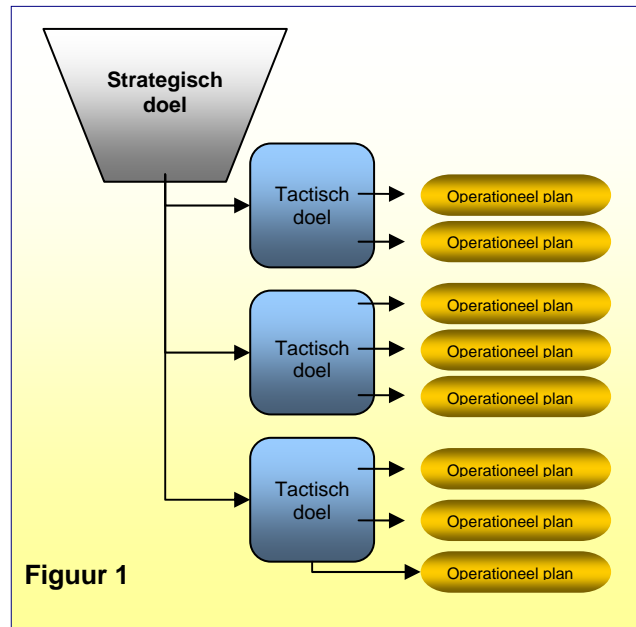 Strategisch
doel
Tactisch
doel
Operationeel plan
Operationeel plan
Tactisch
doel
Operationeel plan
Operationeel plan
Operationeel plan
Tactisch
doel
Operationeel plan
Operationeel plan
Operationeel plan
Figuur 1